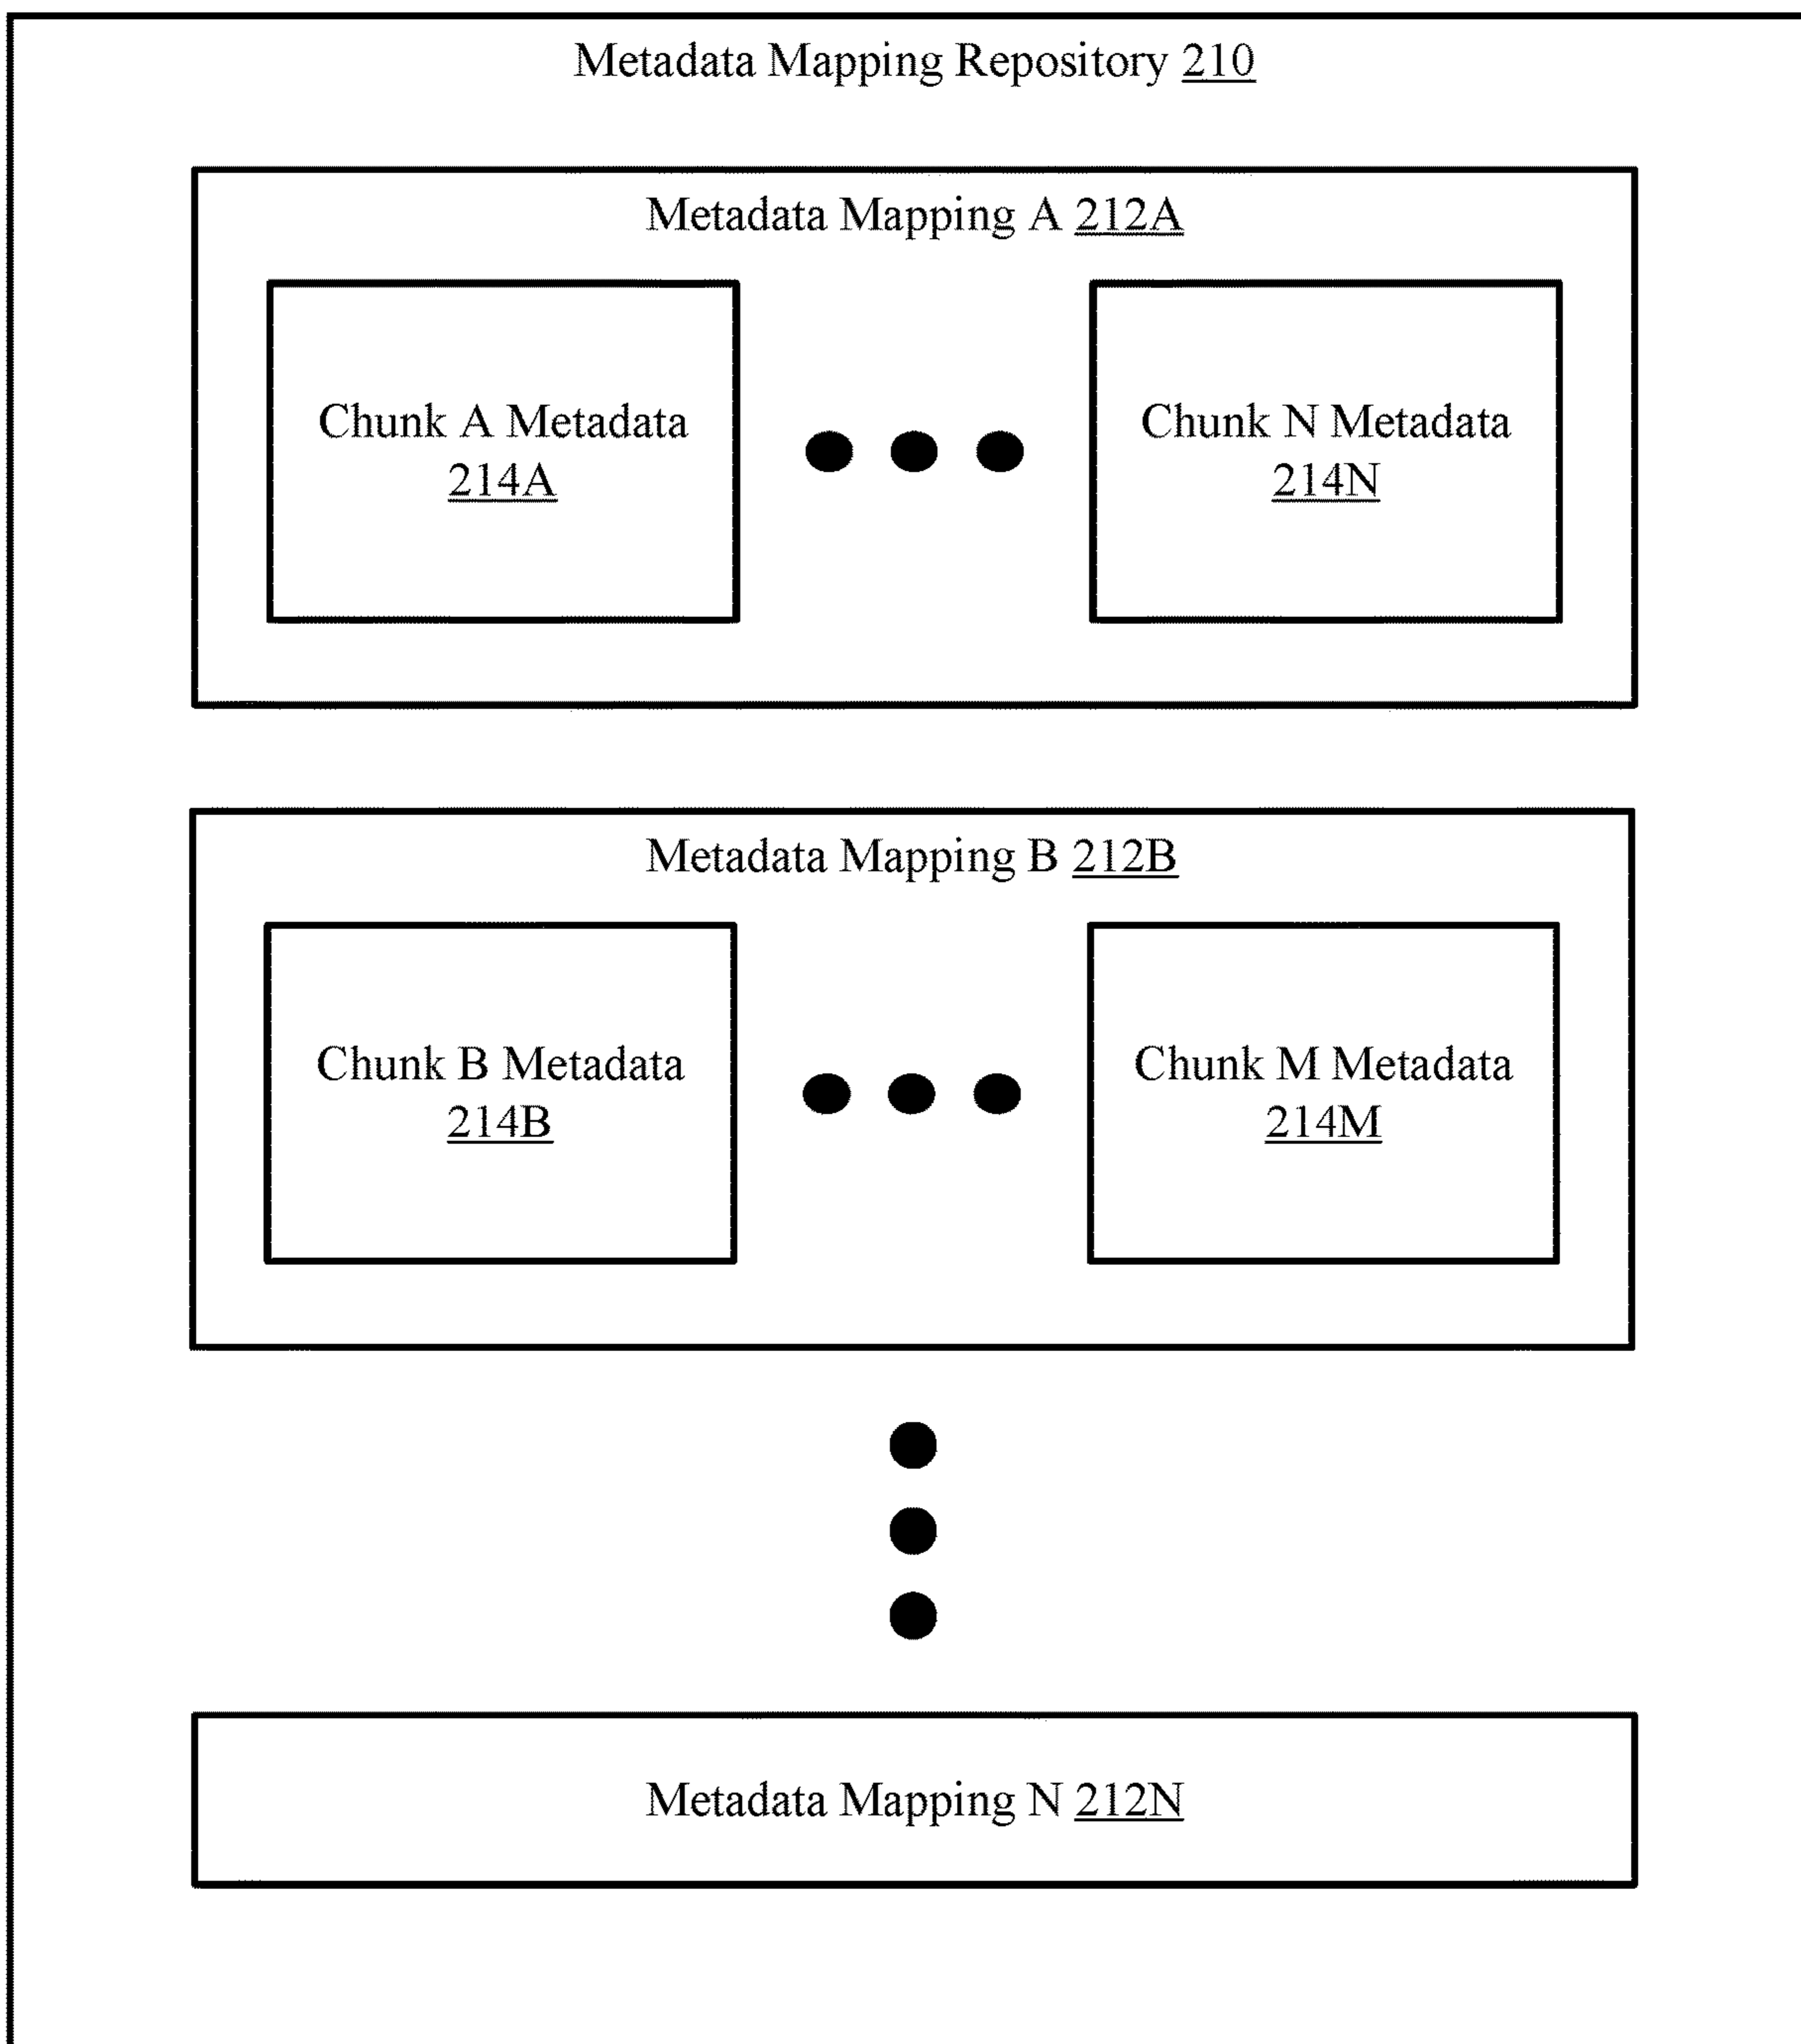 Metadata Mapping Repository 210
Metadata Mapping A 212A
Chunk A Metadata
214A
Chunk N Metadata
214N
Metadata Mapping B 212B
Chunk B Metadata
214B
Chunk M Metadata
214M
Metadata Mapping N 212N